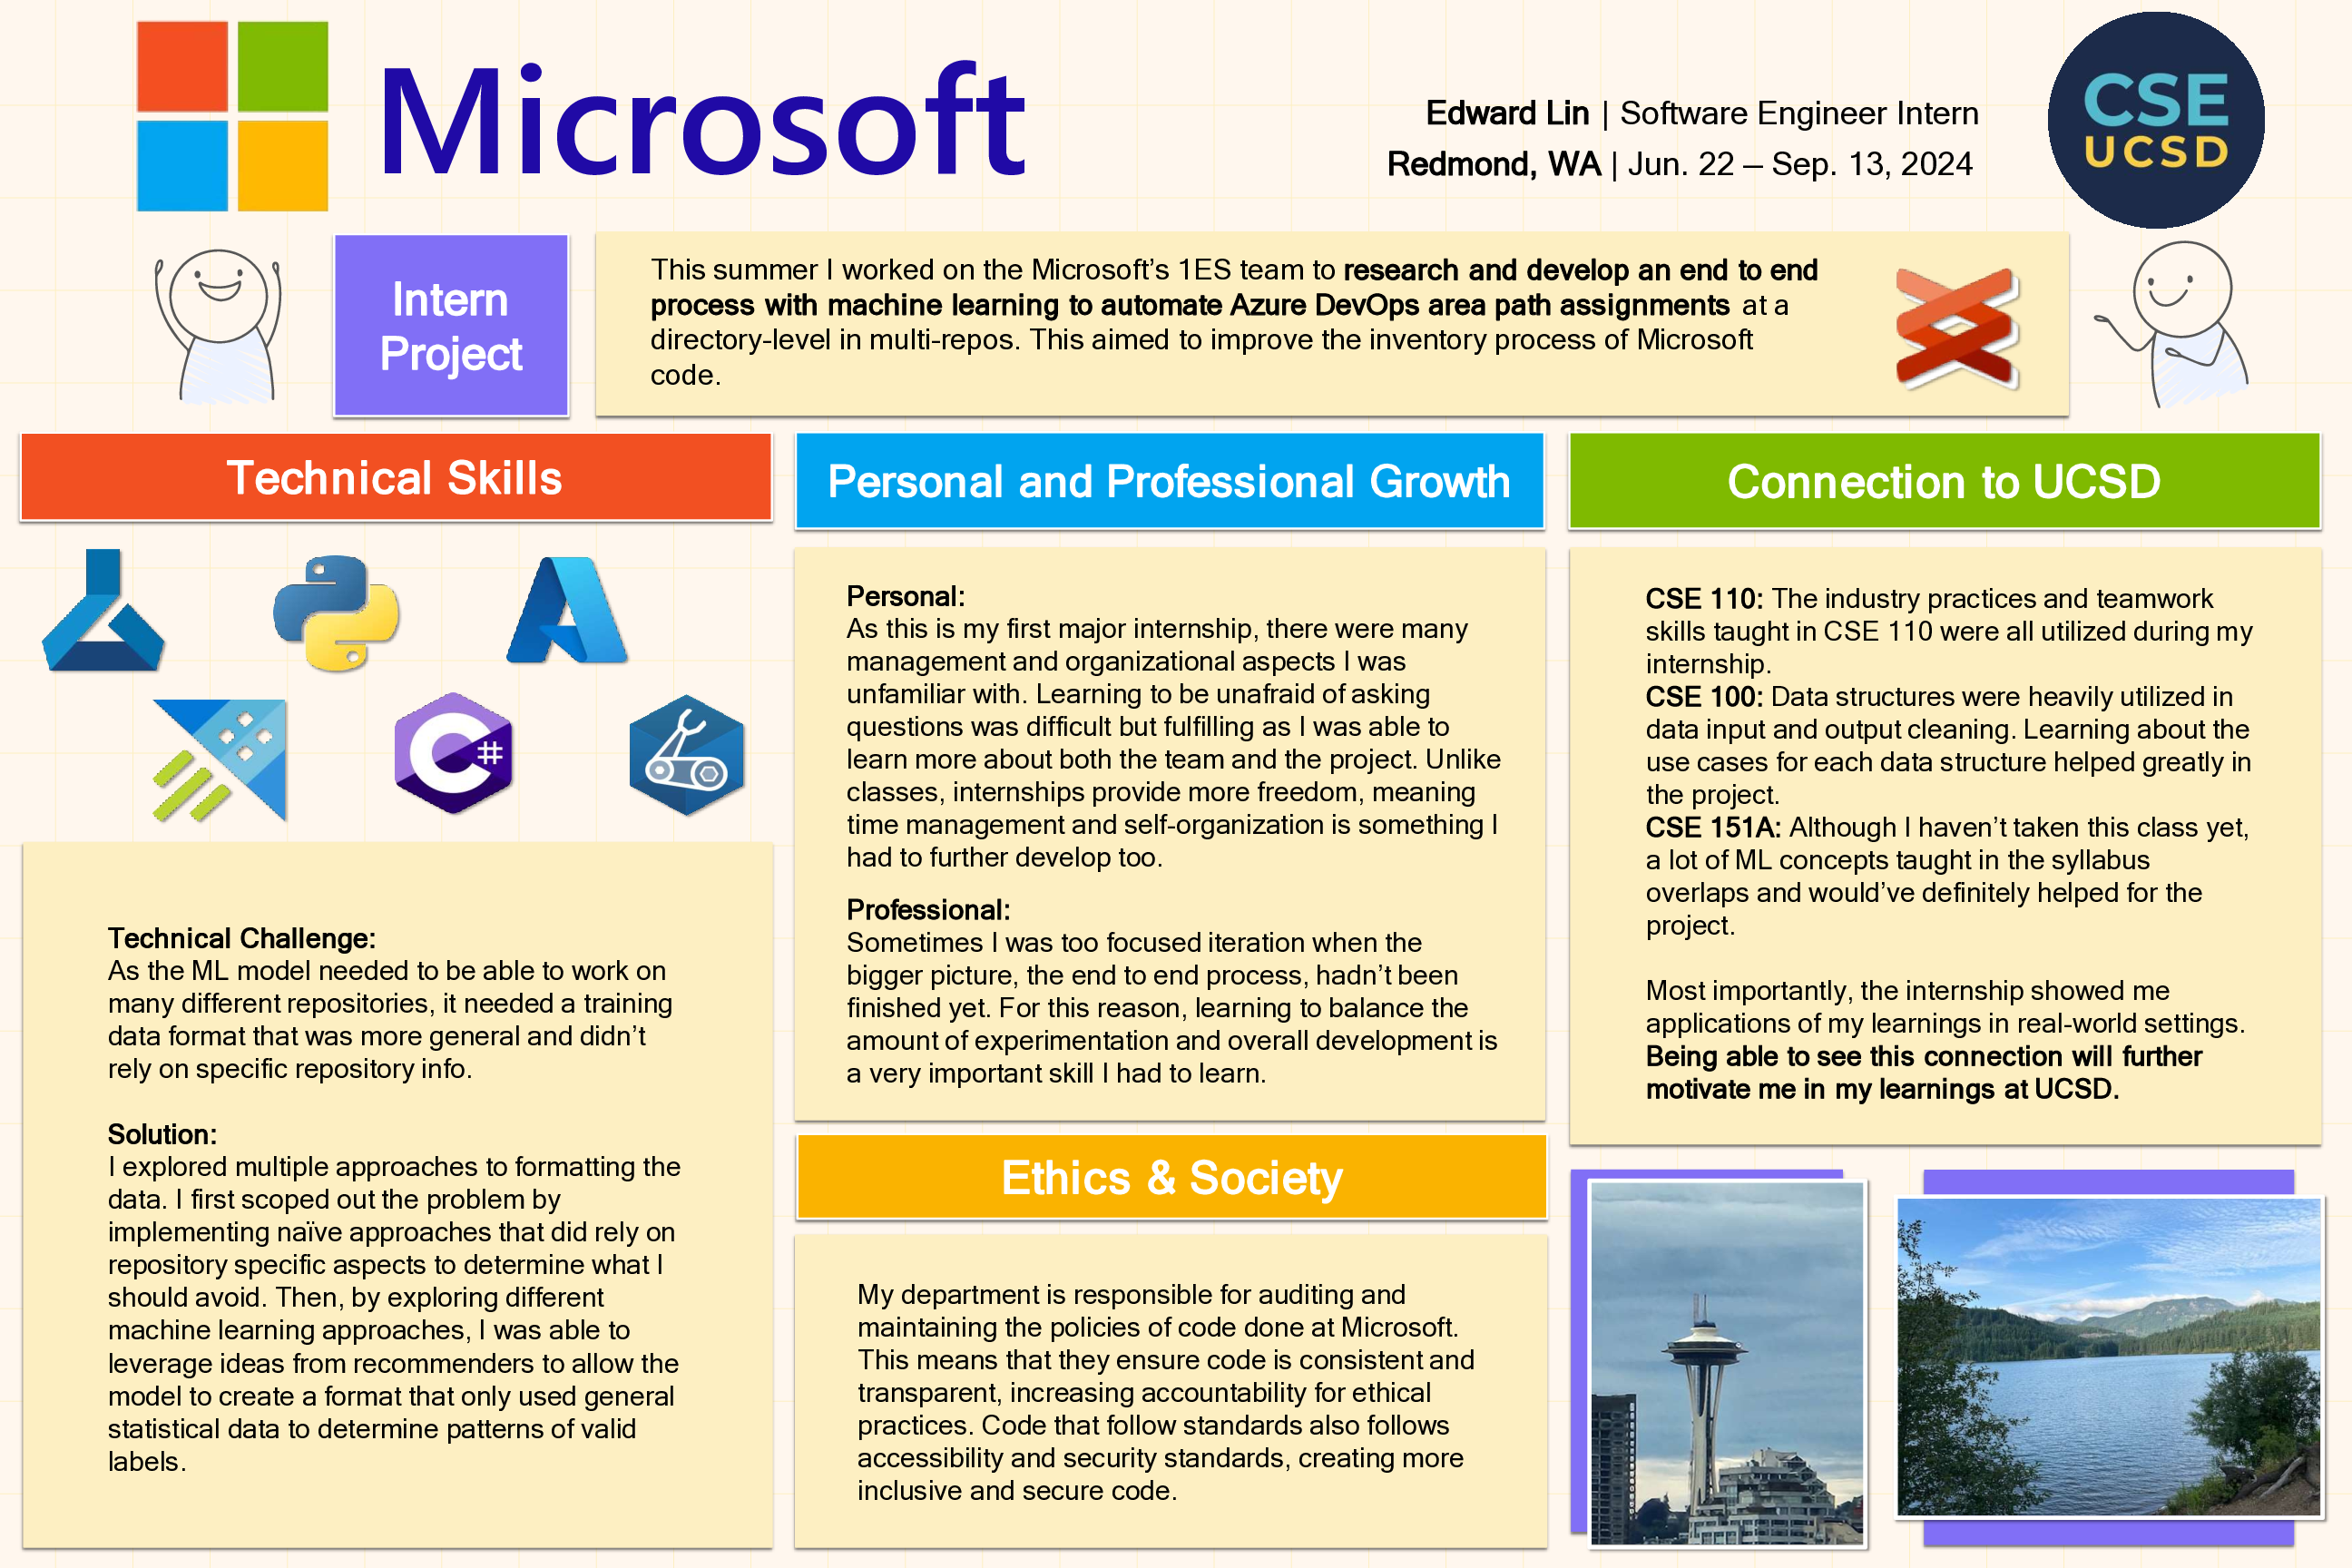 Microsoft
Edward Lin | Software Engineer Intern
Redmond, WA | Jun. 22 – Sep. 13, 2024
CSE
UCSD
Intern
Project
This summer I worked on the Microsoft's 1ES team to research and develop an end to end
process with machine learning to automate Azure DevOps area path assignments at a
directory-level in multi-repos. This aimed to improve the inventory process of Microsoft
code.
Technical Skills
C#
Technical Challenge:
As the ML model needed to be able to work on
many different repositories, it needed a training
data format that was more general and didn't
rely on specific repository info.
Solution:
I explored multiple approaches to formatting the
data. I first scoped out the problem by
implementing naïve approaches that did rely on
repository specific aspects to determine what I
should avoid. Then, by exploring different
machine learning approaches, I was able to
leverage ideas from recommenders to allow the
model to create a format that only used general
statistical data to determine patterns of valid
labels.
Personal and Professional Growth
Personal:
As this is my first major internship, there were many
management and organizational aspects I was
unfamiliar with. Learning to be unafraid of asking
questions was difficult but fulfilling as I was able to
learn more about both the team and the project. Unlike
classes, internships provide more freedom, meaning
time management and self-organization is something I
had to further develop too.
Professional:
Sometimes I was too focused iteration when the
bigger picture, the end to end process, hadn't been
finished yet. For this reason, learning to balance the
amount of experimentation and overall development is
a very important skill I had to learn.
Ethics & Society
My department is responsible for auditing and
maintaining the policies of code done at Microsoft.
This means that they ensure code is consistent and
transparent, increasing accountability for ethical
practices. Code that follow standards also follows
accessibility and security standards, creating more
inclusive and secure code.
Connection to UCSD
CSE 110: The industry practices and teamwork
skills taught in CSE 110 were all utilized during my
internship.
CSE 100: Data structures were heavily utilized in
data input and output cleaning. Learning about the
use cases for each data structure helped greatly in
the project.
CSE 151A: Although I haven't taken this class yet,
a lot of ML concepts taught in the syllabus
overlaps and would've definitely helped for the
project.
Most importantly, the internship showed me
applications of my learnings in real-world settings.
Being able to see this connection will further
motivate me in my learnings at UCSD.